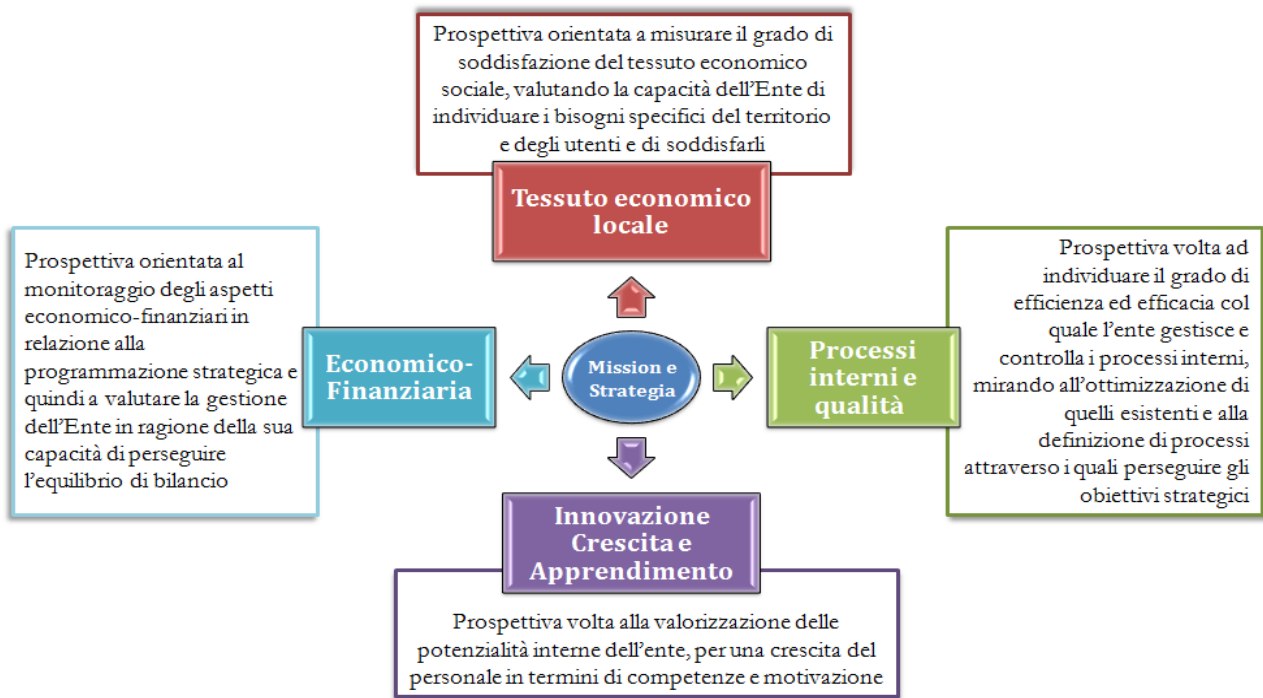 Prospettiva orientata a misurare il grado di
soddisfazione del tessuto economico
sociale, valutando la capacità dell'Ente di
individuare i bisogni specifici del territorio
e degli utenti e di soddisfarli
Tessuto economico
locale
Prospettiva orientata al
monitoraggio degli aspetti
economico-finanziari in
relazione alla
programmazione strategica e
quindi a valutare la gestione
dell'Ente in ragione della sua
capacità di perseguire
l'equilibrio di bilancio
Economico-
Finanziaria
Mission e
Strategia
Processi
interni e
qualità
Prospettiva volta ad
individuare il grado di
efficienza ed efficacia col
quale l'ente gestisce e
controlla i processi interni,
mirando all'ottimizzazione di
quelli esistenti e alla
definizione di processi
attraverso i quali perseguire gli
obiettivi strategici
Innovazione
Crescita e
Apprendimento
Prospettiva volta alla valorizzazione delle
potenzialità interne dell'ente, per una crescita del
personale in termini di competenze e motivazione